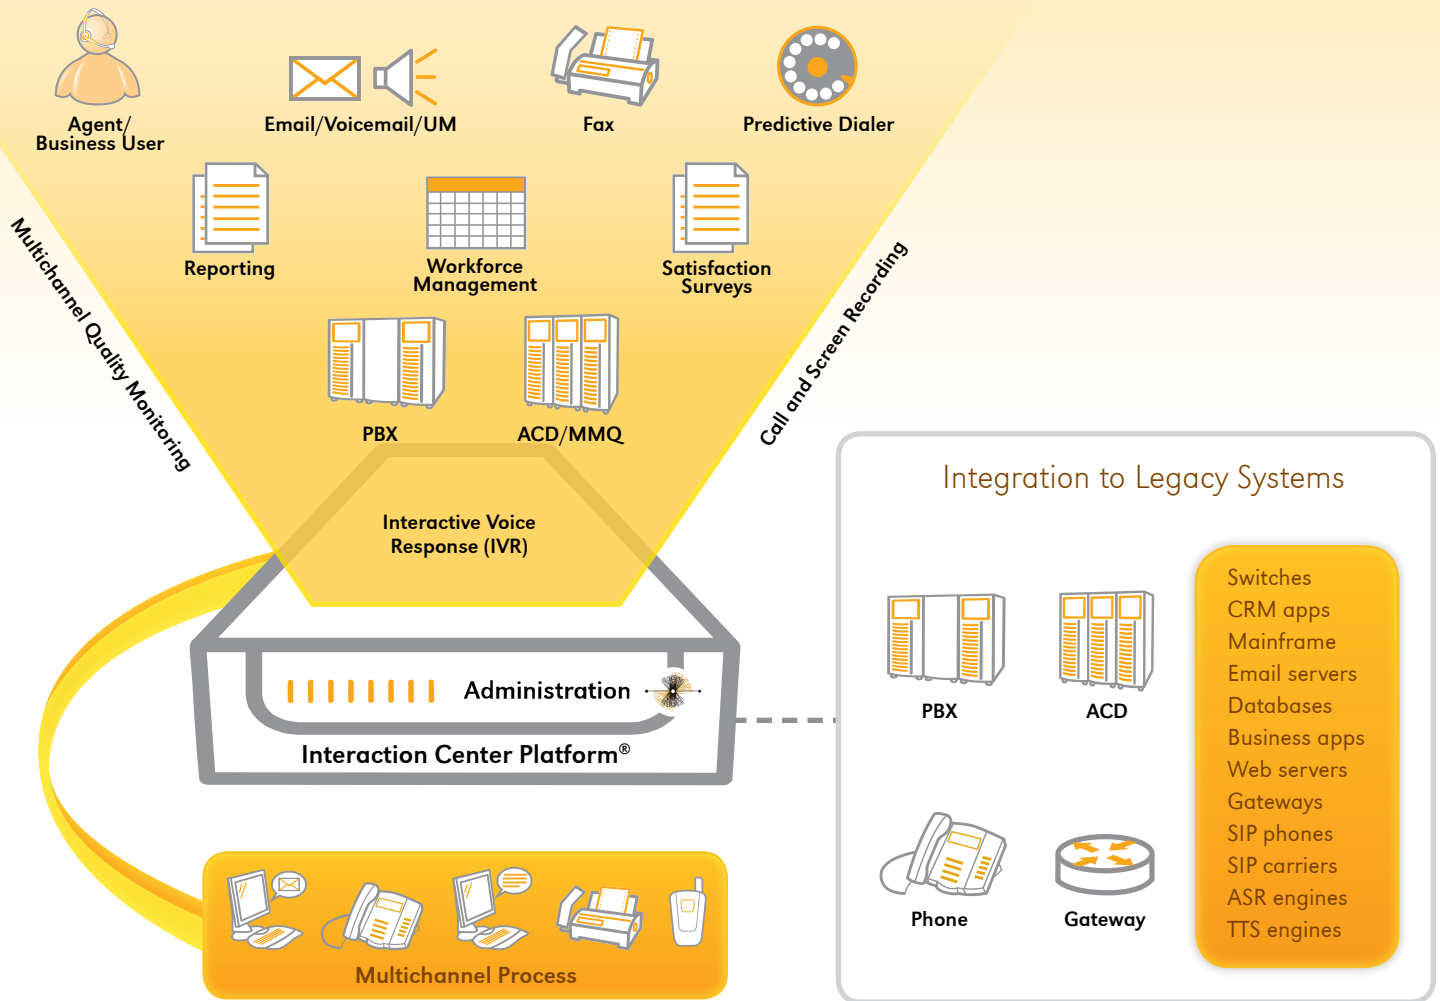 Agent/
Business User
Email/Voicemail/UM
Fax
Predictive Dialer
Reporting
Workforce
Management
Satisfaction
Surveys
Multichannel Quality Monitoring
Call and Screen Recording
PBX
ACD/MMQ
Interactive Voice
Response (IVR)
Administration
Interaction Center Platform®
Multichannel Process
Integration to Legacy Systems
PBX
ACD
Phone
Gateway
Switches
CRM apps
Mainframe
Email servers
Databases
Business apps
Web servers
Gateways
SIP phones
SIP carriers
ASR engines
TTS engines